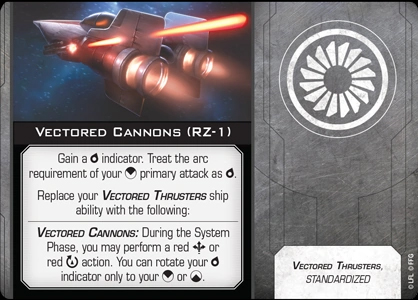 VECTORED CANNONS (RZ-1)
Gain a indicator. Treat the arc
requirement of your primary attack as .
Replace your VECTORED THRUSTERS ship
ability with the following:
VECTORED CANNONS: During the System
Phase, you may perform a red or
red action. You can rotate your
indicator only to your or .
VECTORED THRUSTERS,
STANDARDIZED
© LFL © FFG